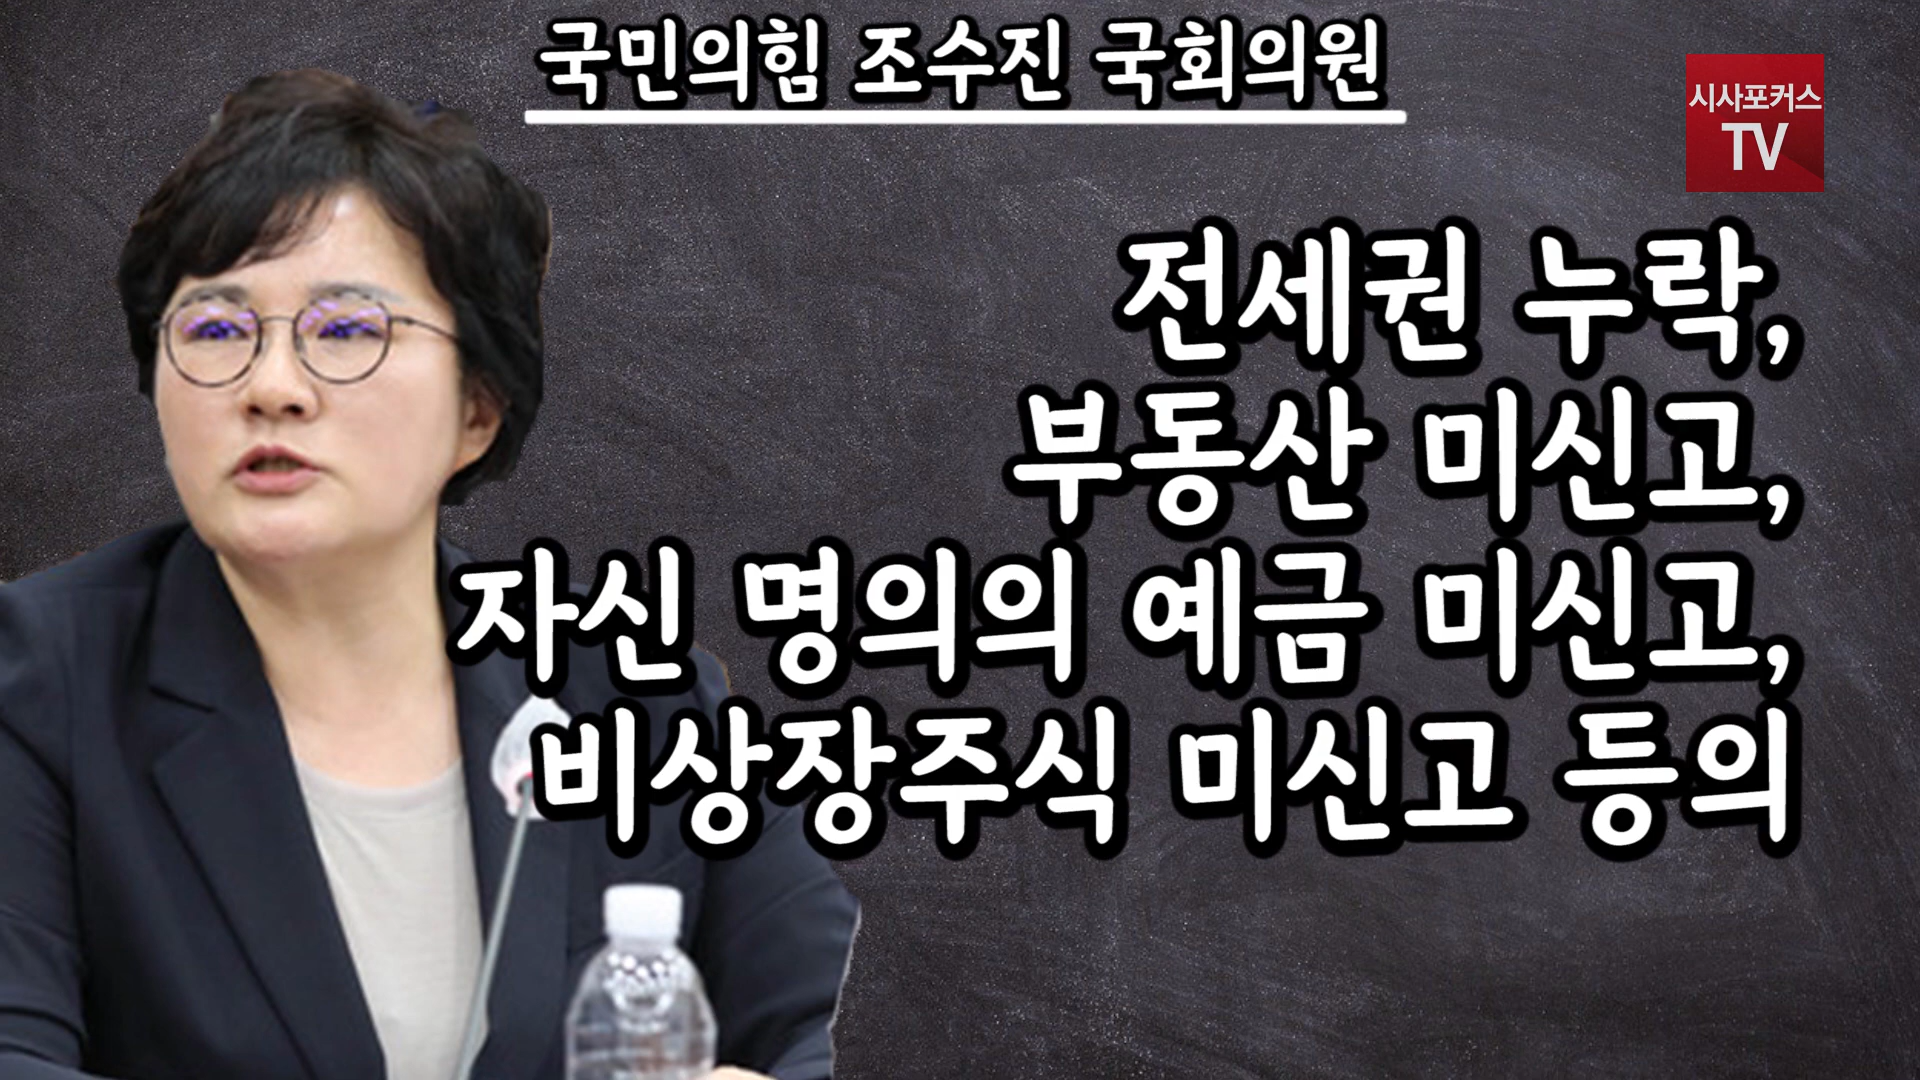 국민의힘 조수진 국회의원
시사포커스
TV
전세권 누락,
부동산 미신고,
자신 명의의 예금 미신고,
비상장주식 미신고 등의